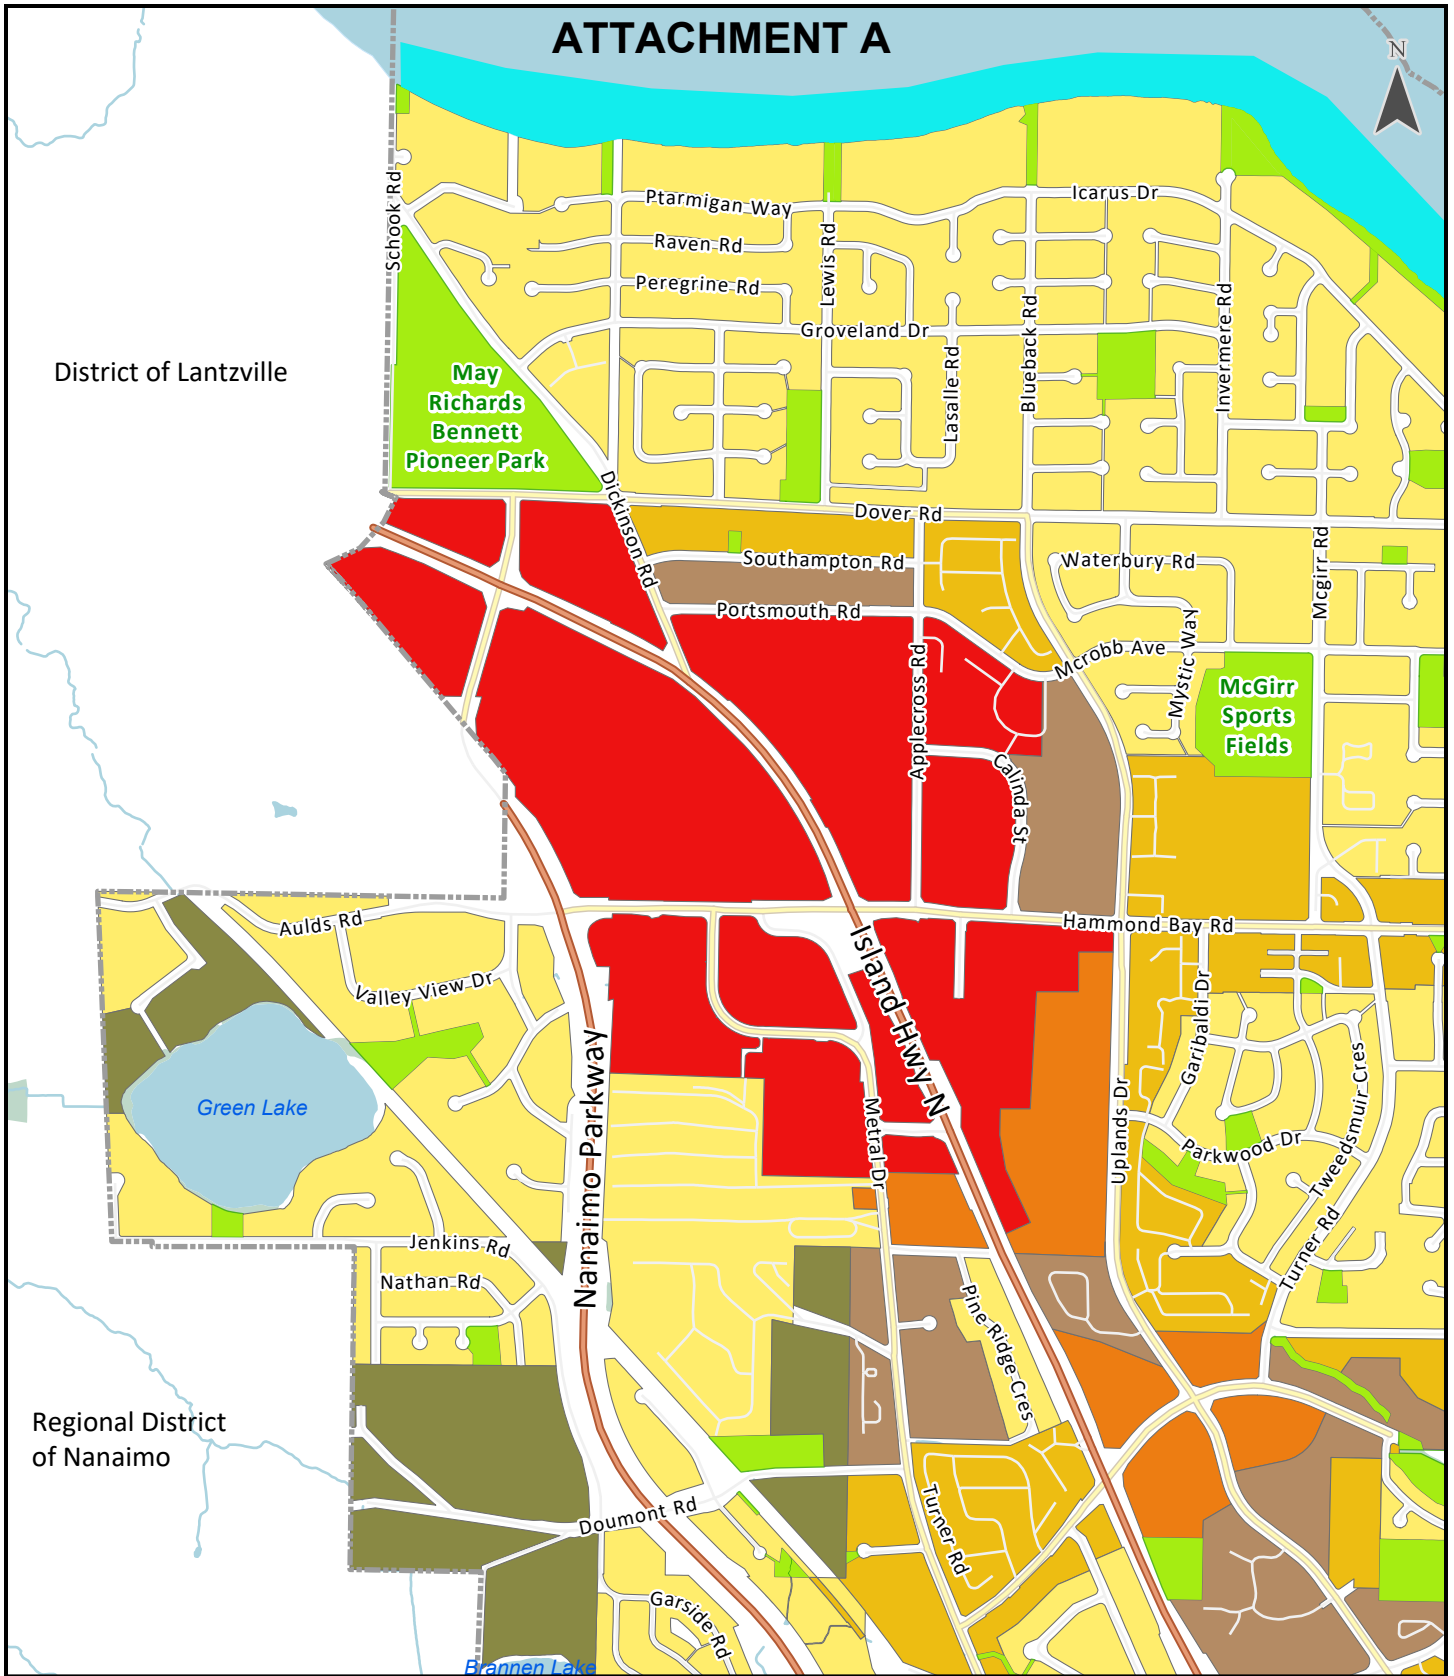 ATTACHMENT A
N
Schook Rd
Ptarmigan Way
Icarus Dr
Raven Rd
Lewis Rd
Peregrine Rd
Groveland Dr
Blueback Rd
Invermere Rd
Lasalle Rd
District of Lantzville
May
Richards
Bennett
Pioneer Park
Dickinson Rd
Dover Rd
Southampton Rd
Waterbury Rd
Mcgirr Rd
Portsmouth Rd
Mcrobb Ave
Mystic Way
Applecross Rd
McGirr
Sports
Fields
Calinda St
Aulds Rd
Hammond Bay Rd
Valley View Dr
Island Hwy N
Garibaldi Dr
Green Lake
Nanaimo Parkway
Metral Dr
Uplands Dr
Parkwood Dr
Tweedsmuir Cres
Turner Rd
Jenkins Rd
Nathan Rd
Pine Ridge Cres
Regional District
of Nanaimo
Doumont Rd
Turner Rd
Garside Rd
Brannen Lake